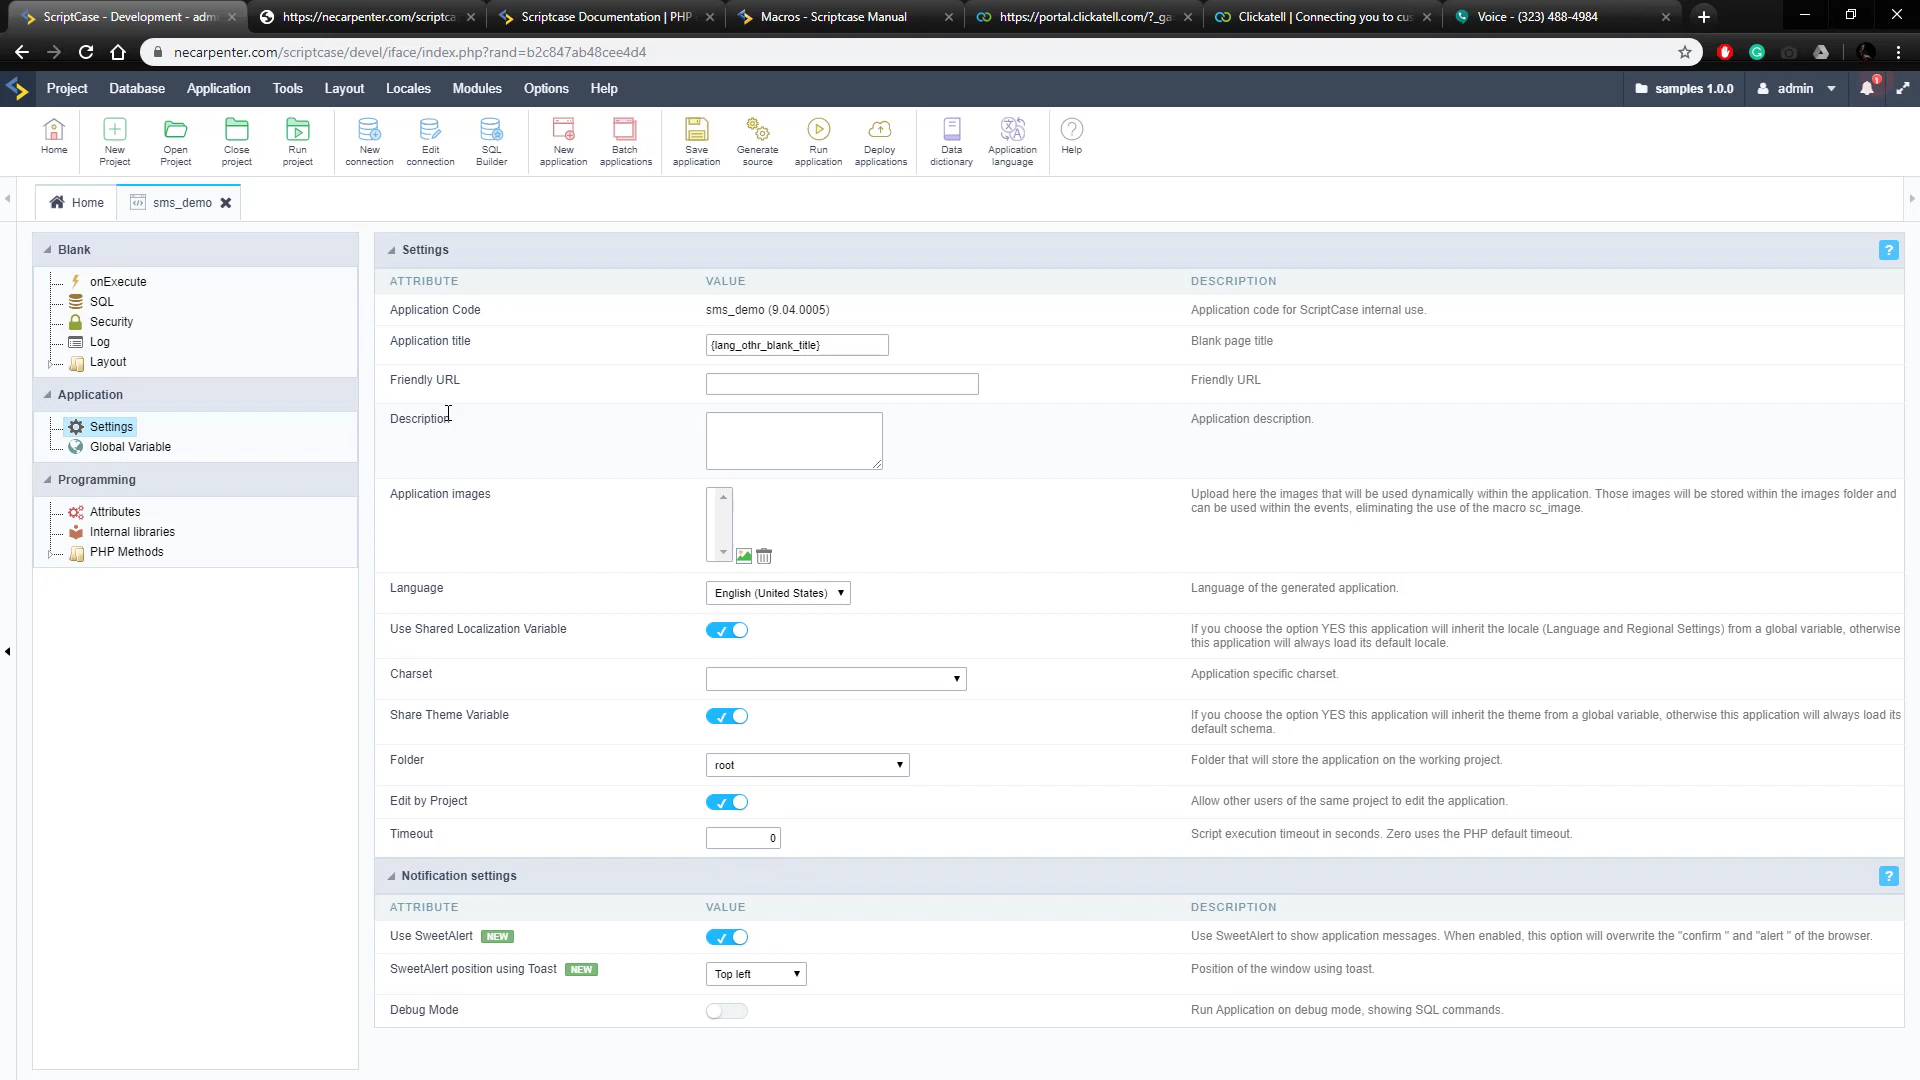 ScriptCase - Development - adm
https://necarpenter.com/scriptca
Scriptcase Documentation | PHP
Macros - Scriptcase Manual
https://portal.clickatell.com/?_ga
Clickatell | Connecting you to cus
Voice - (323) 488-4984
necarpenter.com/scriptcase/devel/iface/index.php?rand=b2c847ab48cee4d4
Project Database Application Tools Layout Locales Modules Options Help
samples 1.0.0 admin 1
Home
New Project
Open Project
Close project
Run project
New connection
Edit connection
SQL Builder
New application
Batch applications
Save application
Generate source
Run application
Deploy applications
Data dictionary
Application language
Help
Home sms_demo
Blank
onExecute
SQL
Security
Log
Layout
Application
Settings
Global Variable
Programming
Attributes
Internal libraries
PHP Methods
Settings ?
ATTRIBUTE VALUE DESCRIPTION
Application Code sms_demo (9.04.0005) Application code for ScriptCase internal use.
Application title {lang_othr_blank_title} Blank page title
Friendly URL Friendly URL
Description Application description.
Application images Upload here the images that will be used dynamically within the application. Those images will be stored within the images folder and
can be used within the events, eliminating the use of the macro sc_image.
Language English (United States) Language of the generated application.
Use Shared Localization Variable If you choose the option YES this application will inherit the locale (Language and Regional Settings) from a global variable, otherwise
this application will always load its default locale.
Charset Application specific charset.
Share Theme Variable If you choose the option YES this application will inherit the theme from a global variable, otherwise this application will always load its
default schema.
Folder root Folder that will store the application on the working project.
Edit by Project Allow other users of the same project to edit the application.
Timeout 0 Script execution timeout in seconds. Zero uses the PHP default timeout.
Notification settings ?
ATTRIBUTE VALUE DESCRIPTION
Use SweetAlert NEW Use SweetAlert to show application messages. When enabled, this option will overwrite the "confirm " and "alert " of the browser.
SweetAlert position using Toast NEW Top left Position of the window using toast.
Debug Mode Run Application on debug mode, showing SQL commands.